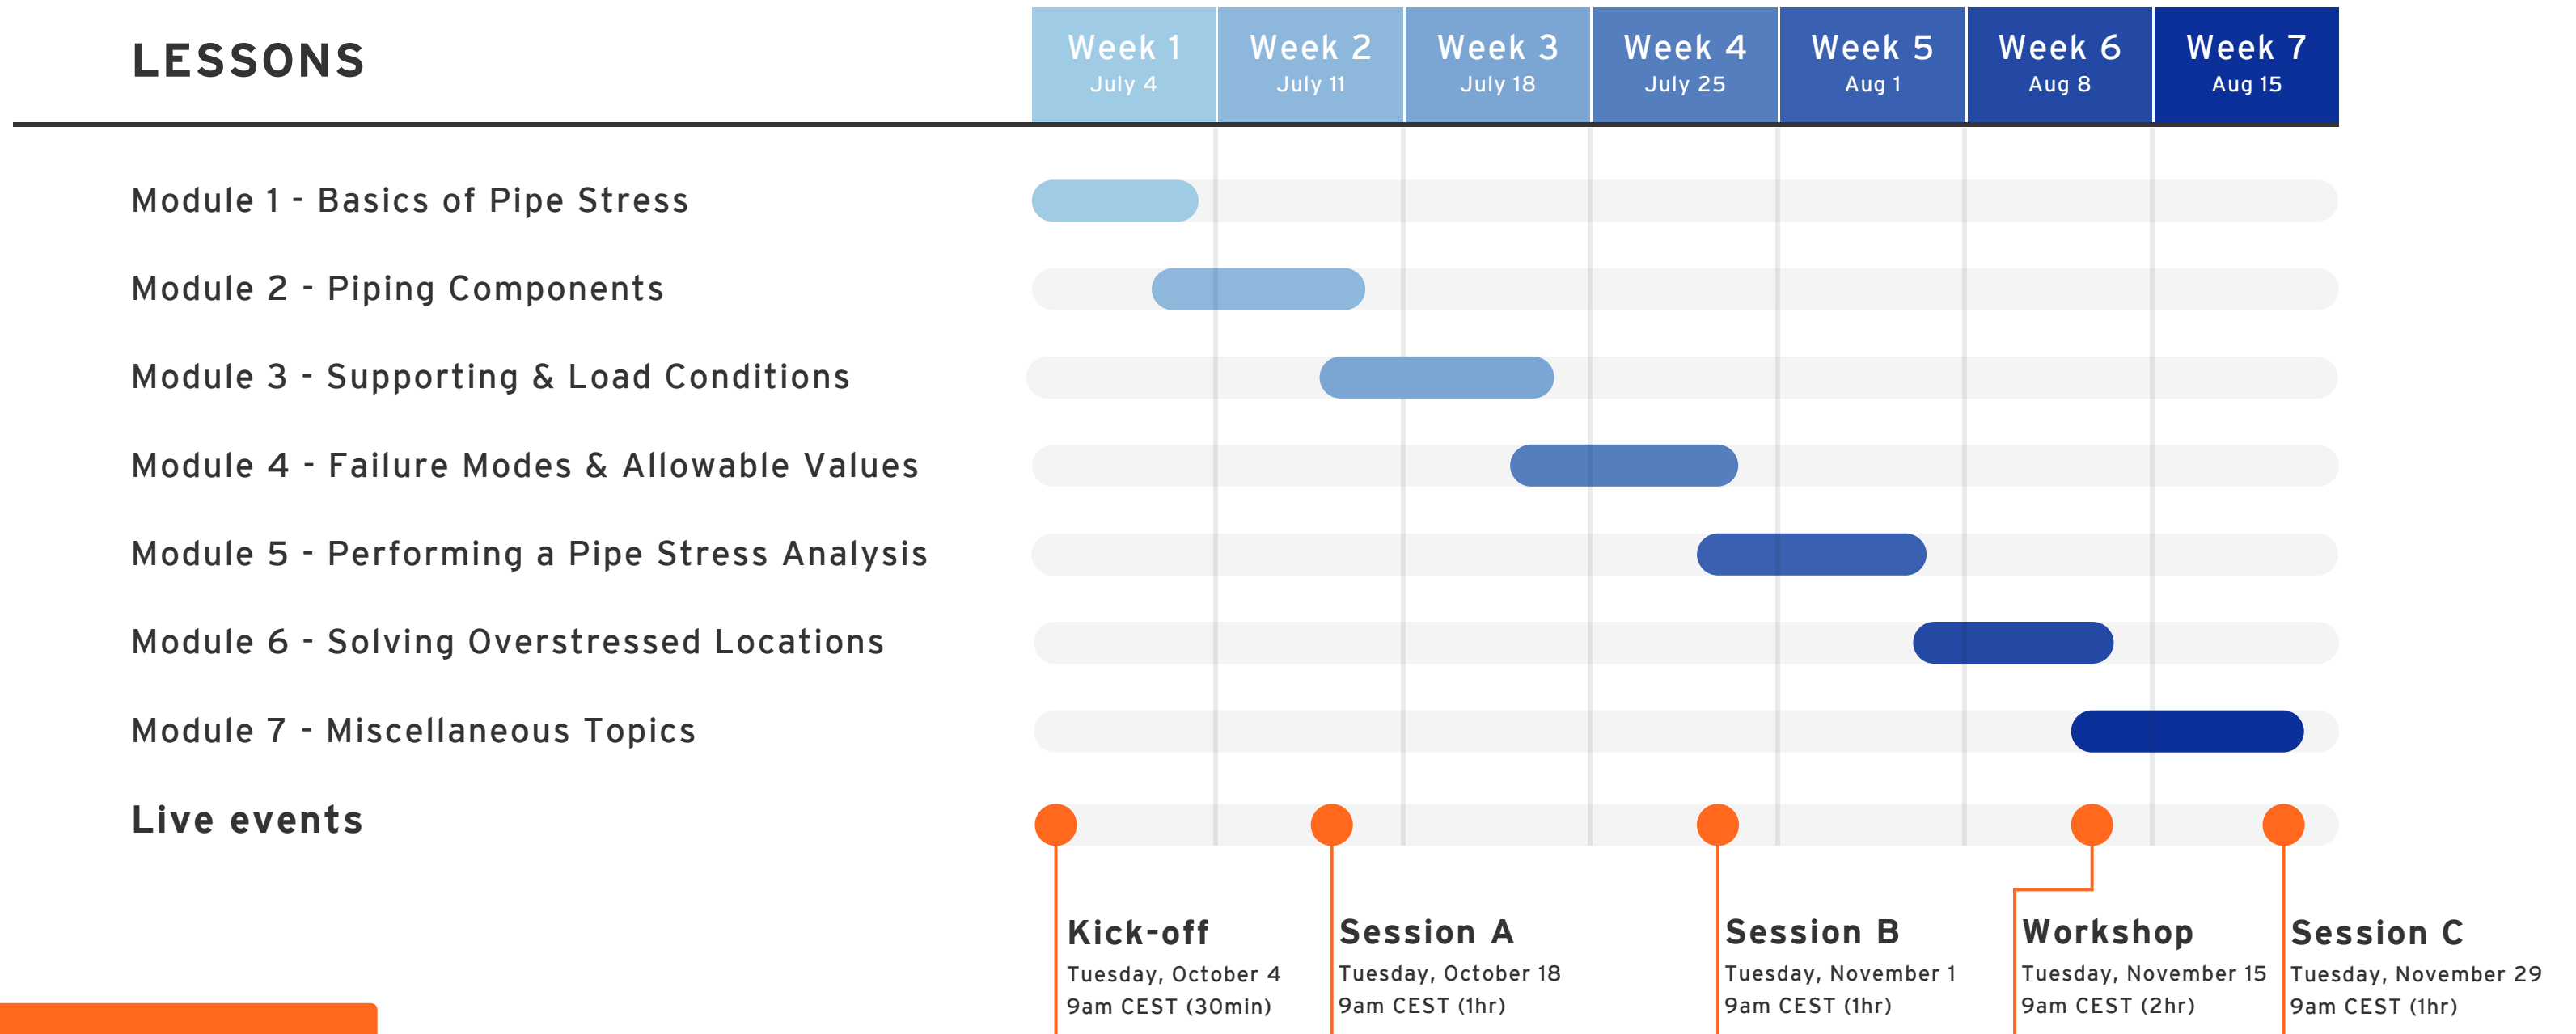 LESSONS
Week 1
July 4
Week 2
July 11
Week 3
July 18
Week 4
July 25
Week 5
Aug 1
Week 6
Aug 8
Week 7
Aug 15
Module 1 - Basics of Pipe Stress
Module 2 - Piping Components
Module 3 - Supporting & Load Conditions
Module 4 - Failure Modes & Allowable Values
Module 5 - Performing a Pipe Stress Analysis
Module 6 - Solving Overstressed Locations
Module 7 - Miscellaneous Topics
Live events
Kick-off
Tuesday, October 4
9am CEST (30min)
Session A
Tuesday, October 18
9am CEST (1hr)
Session B
Tuesday, November 1
9am CEST (1hr)
Workshop
Tuesday, November 15
9am CEST (2hr)
Session C
Tuesday, November 29
9am CEST (1hr)